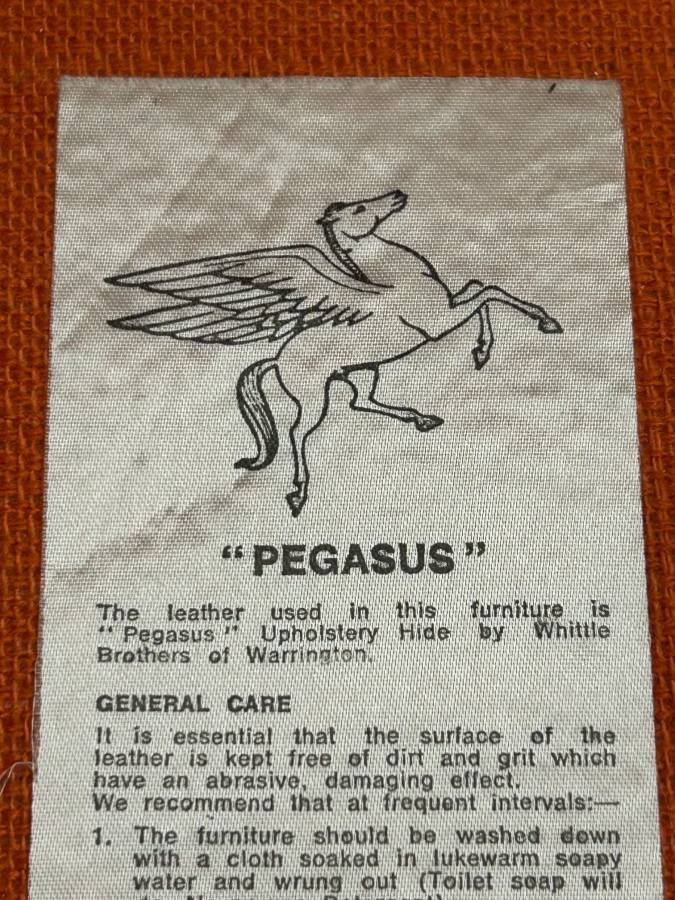 “ PEGASUS ”
The leather used in this furniture is
“ Pegasus ” Upholstery Hide by Whittle
Brothers of Warrington.
GENERAL CARE
It is essential that the surface of the
leather is kept free of dirt and grit which
have an abrasive, damaging effect.
We recommend that at frequent intervals:—
1. The furniture should be washed down
with a cloth soaked in lukewarm soapy
water and wrung out (Toilet soap will